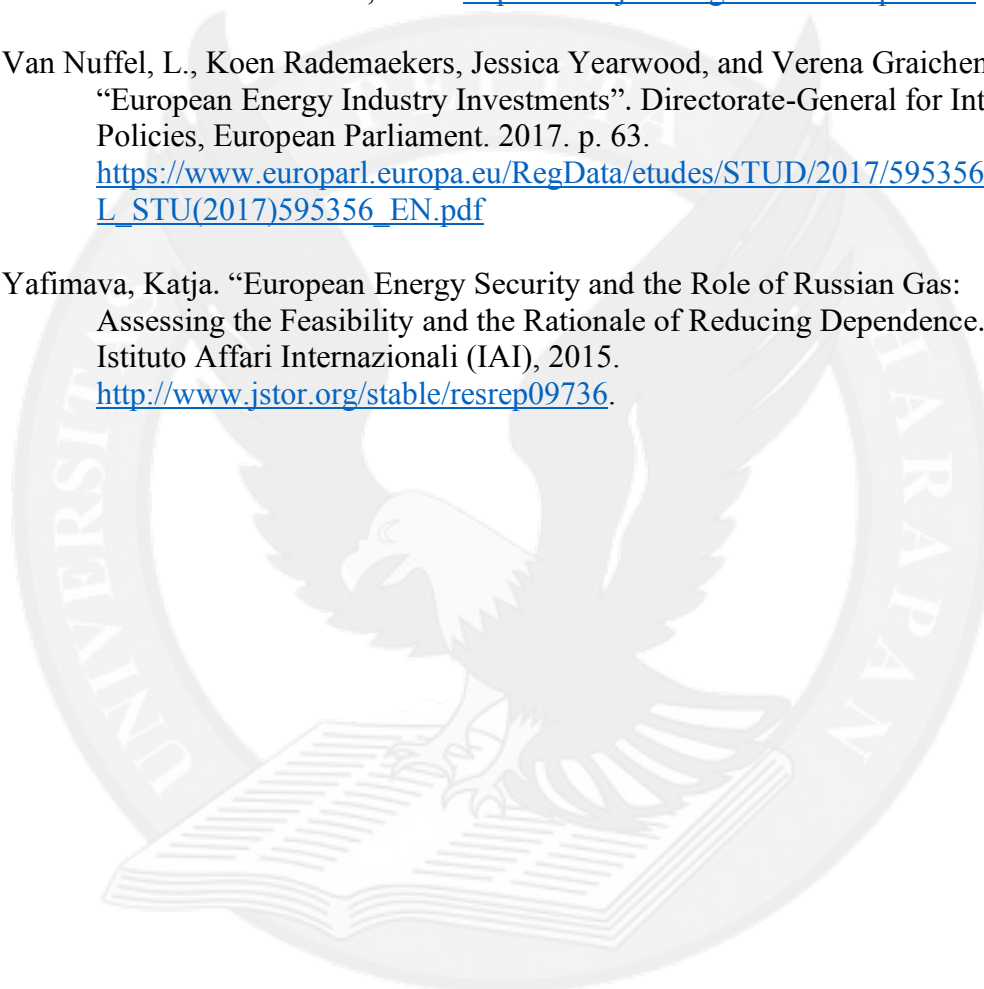 Van Nuffel, L., Koen Rademaekers, Jessica Yearwood, and Verena Graichen
“European Energy Industry Investments”. Directorate-General for Int
Policies, European Parliament. 2017. p. 63.
https://www.europarl.europa.eu/RegData/etudes/STUD/2017/595356
L_STU(2017)595356_EN.pdf
Yafimava, Katja. “European Energy Security and the Role of Russian Gas:
Assessing the Feasibility and the Rationale of Reducing Dependence.
Istituto Affari Internazionali (IAI), 2015.
http://www.jstor.org/stable/resrep09736.
UNIVERSITAS PELITA HARAPAN